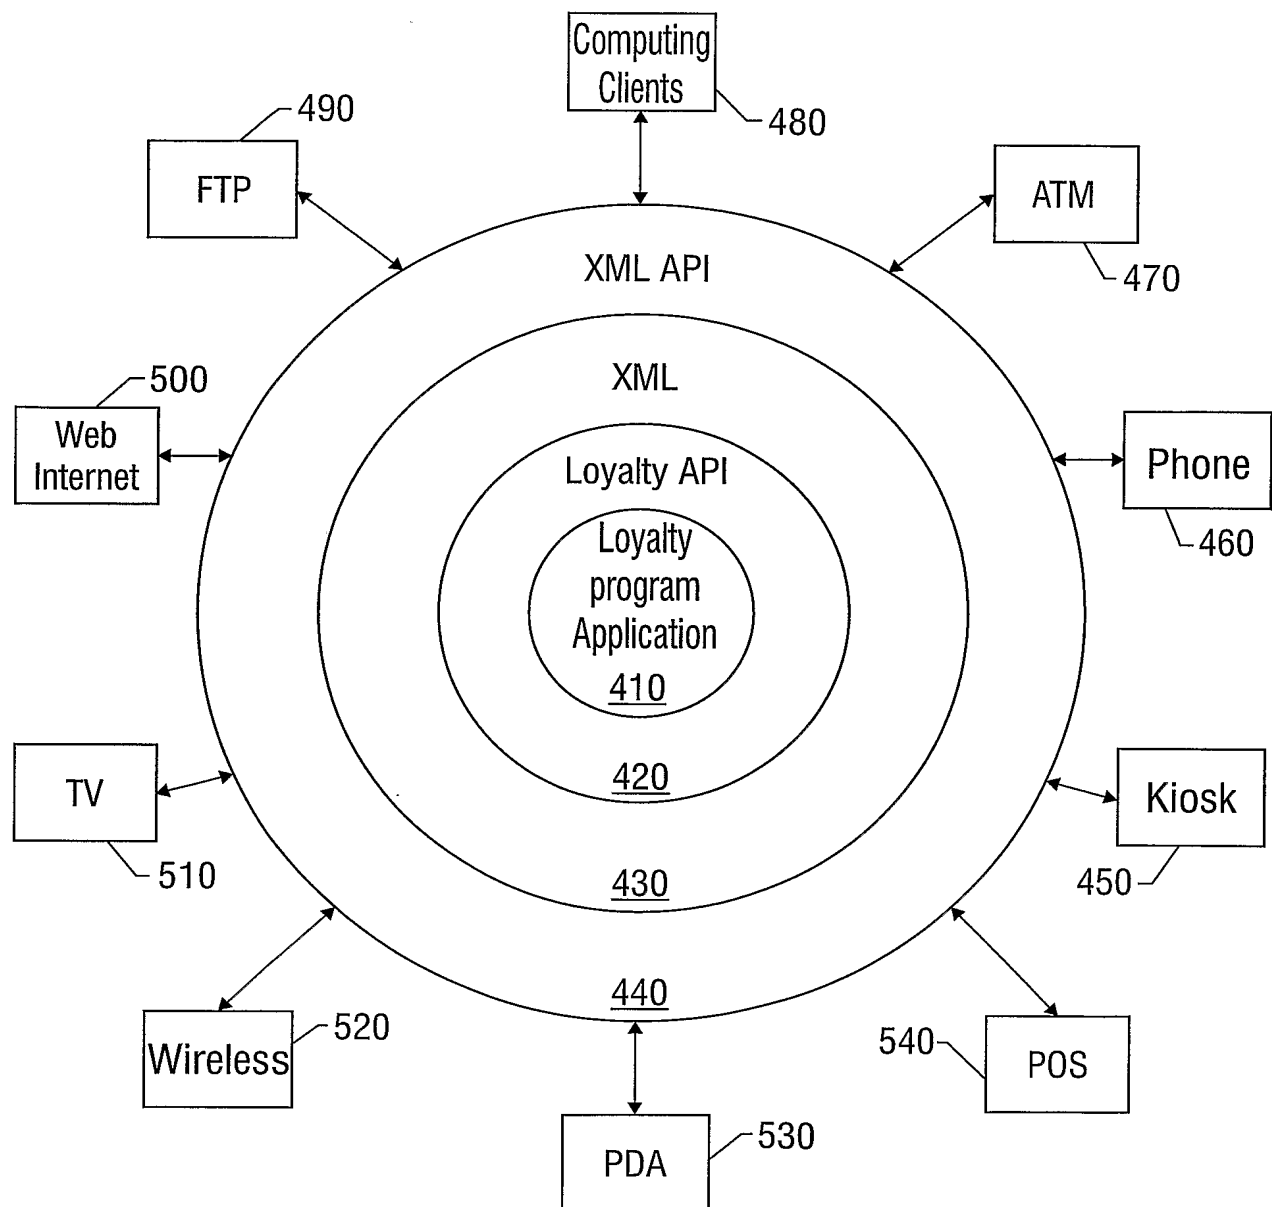 Computing
Clients
480
490
FTP
ATM
470
XML API
XML
500
Web
Internet
Loyalty API
Phone
460
Loyalty
program
Application
410
420
TV
510
Kiosk
450
430
440
Wireless
520
540
POS
PDA
530